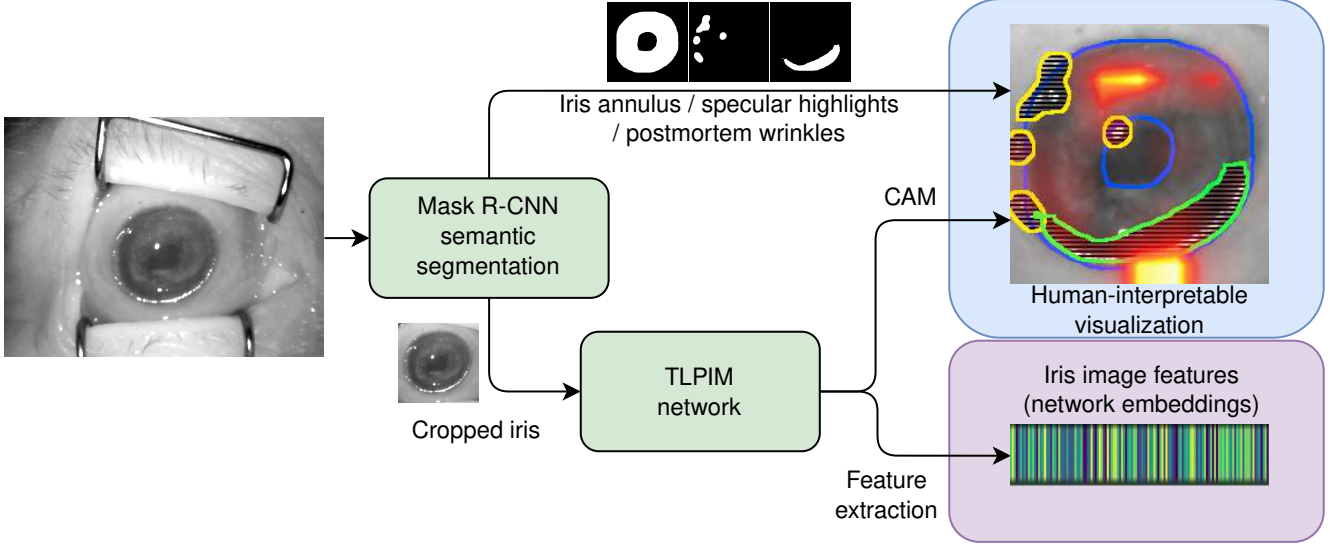 Iris annulus / specular highlights
/ postmortem wrinkles
Mask R-CNN
semantic
segmentation
CAM
Human-interpretable
visualization
Cropped iris
TLPIM
network
Iris image features
(network embeddings)
Feature
extraction